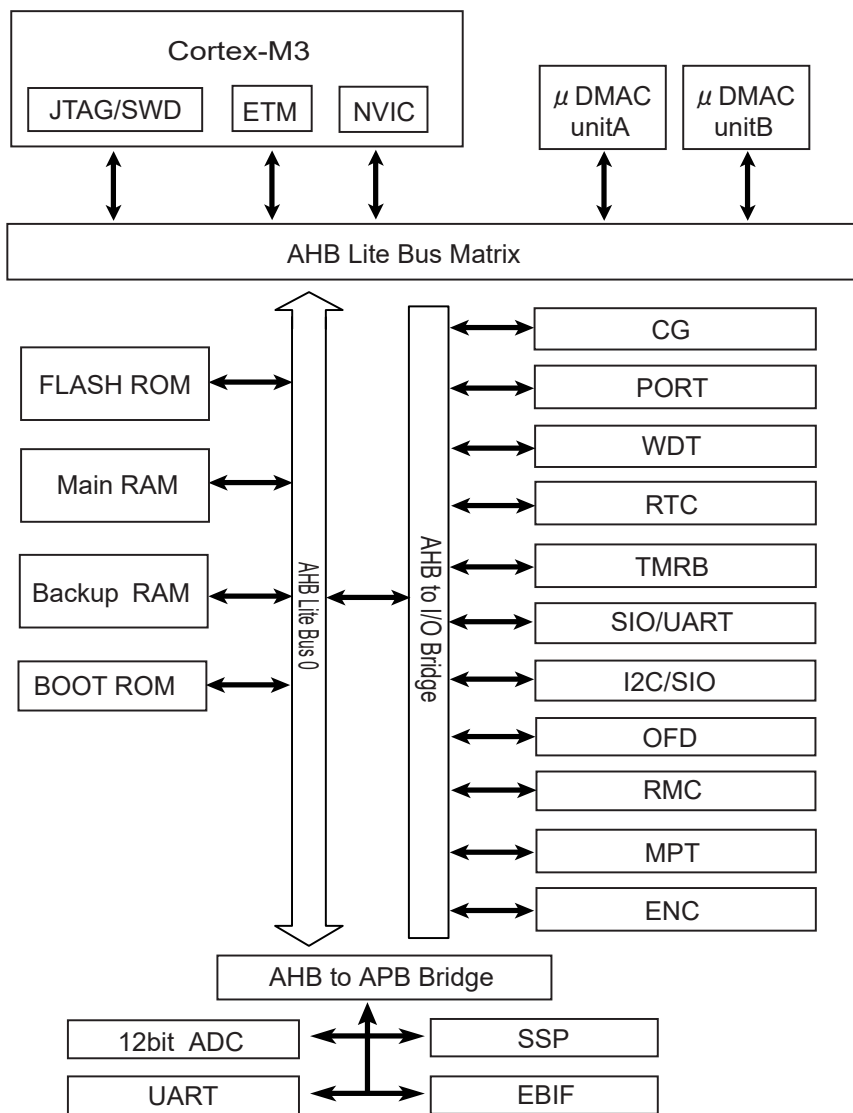 Cortex-M3
JTAG/SWD
ETM
NVIC
μ DMAC
unitA
μ DMAC
unitB
AHB Lite Bus Matrix
FLASH ROM
Main RAM
Backup RAM
BOOT ROM
AHB Lite Bus 0
AHB to I/O Bridge
CG
PORT
WDT
RTC
TMRB
SIO/UART
I2C/SIO
OFD
RMC
MPT
ENC
AHB to APB Bridge
12bit ADC
SSP
UART
EBIF